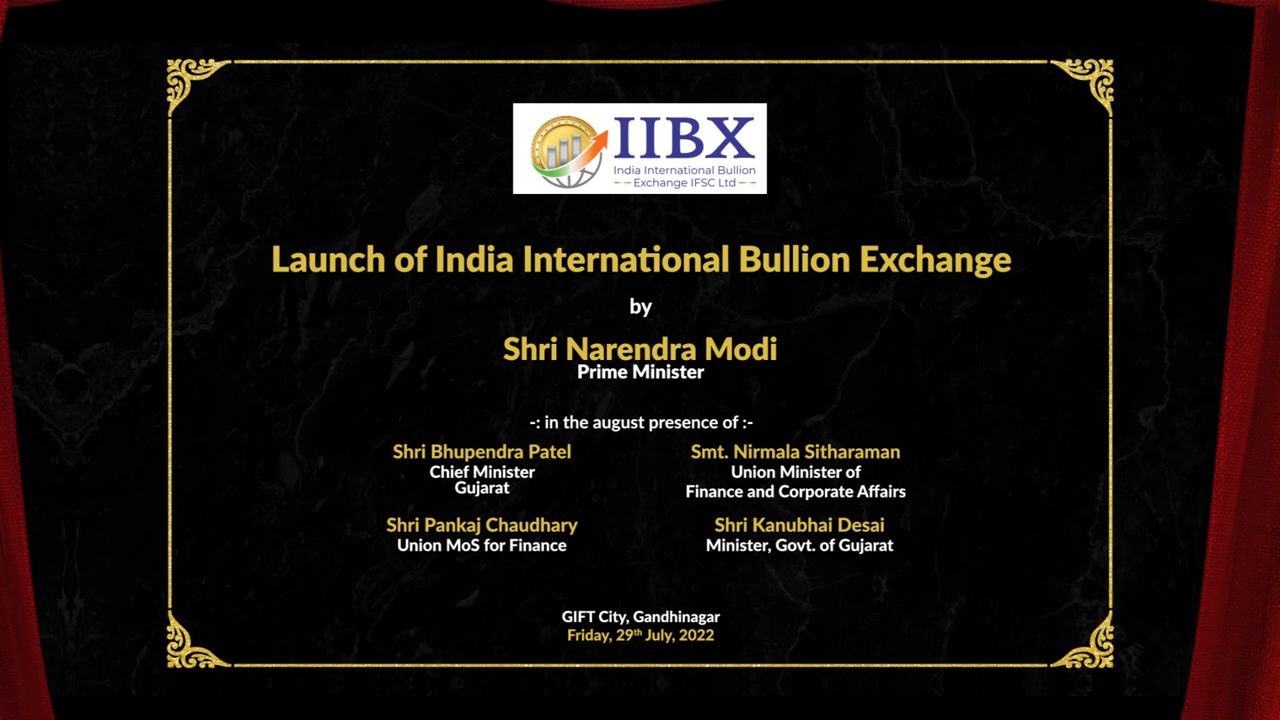 IIBX
India International Bullion
Exchange IFSC Ltd
Launch of India International Bullion Exchange
by
Shri Narendra Modi
Prime Minister
-: in the august presence of :-
Shri Bhupendra Patel
Chief Minister
Gujarat
Smt. Nirmala Sitharaman
Union Minister of
Finance and Corporate Affairs
Shri Pankaj Chaudhary
Union MoS for Finance
Shri Kanubhai Desai
Minister, Govt. of Gujarat
GIFT City, Gandhinagar
Friday, 29th July, 2022